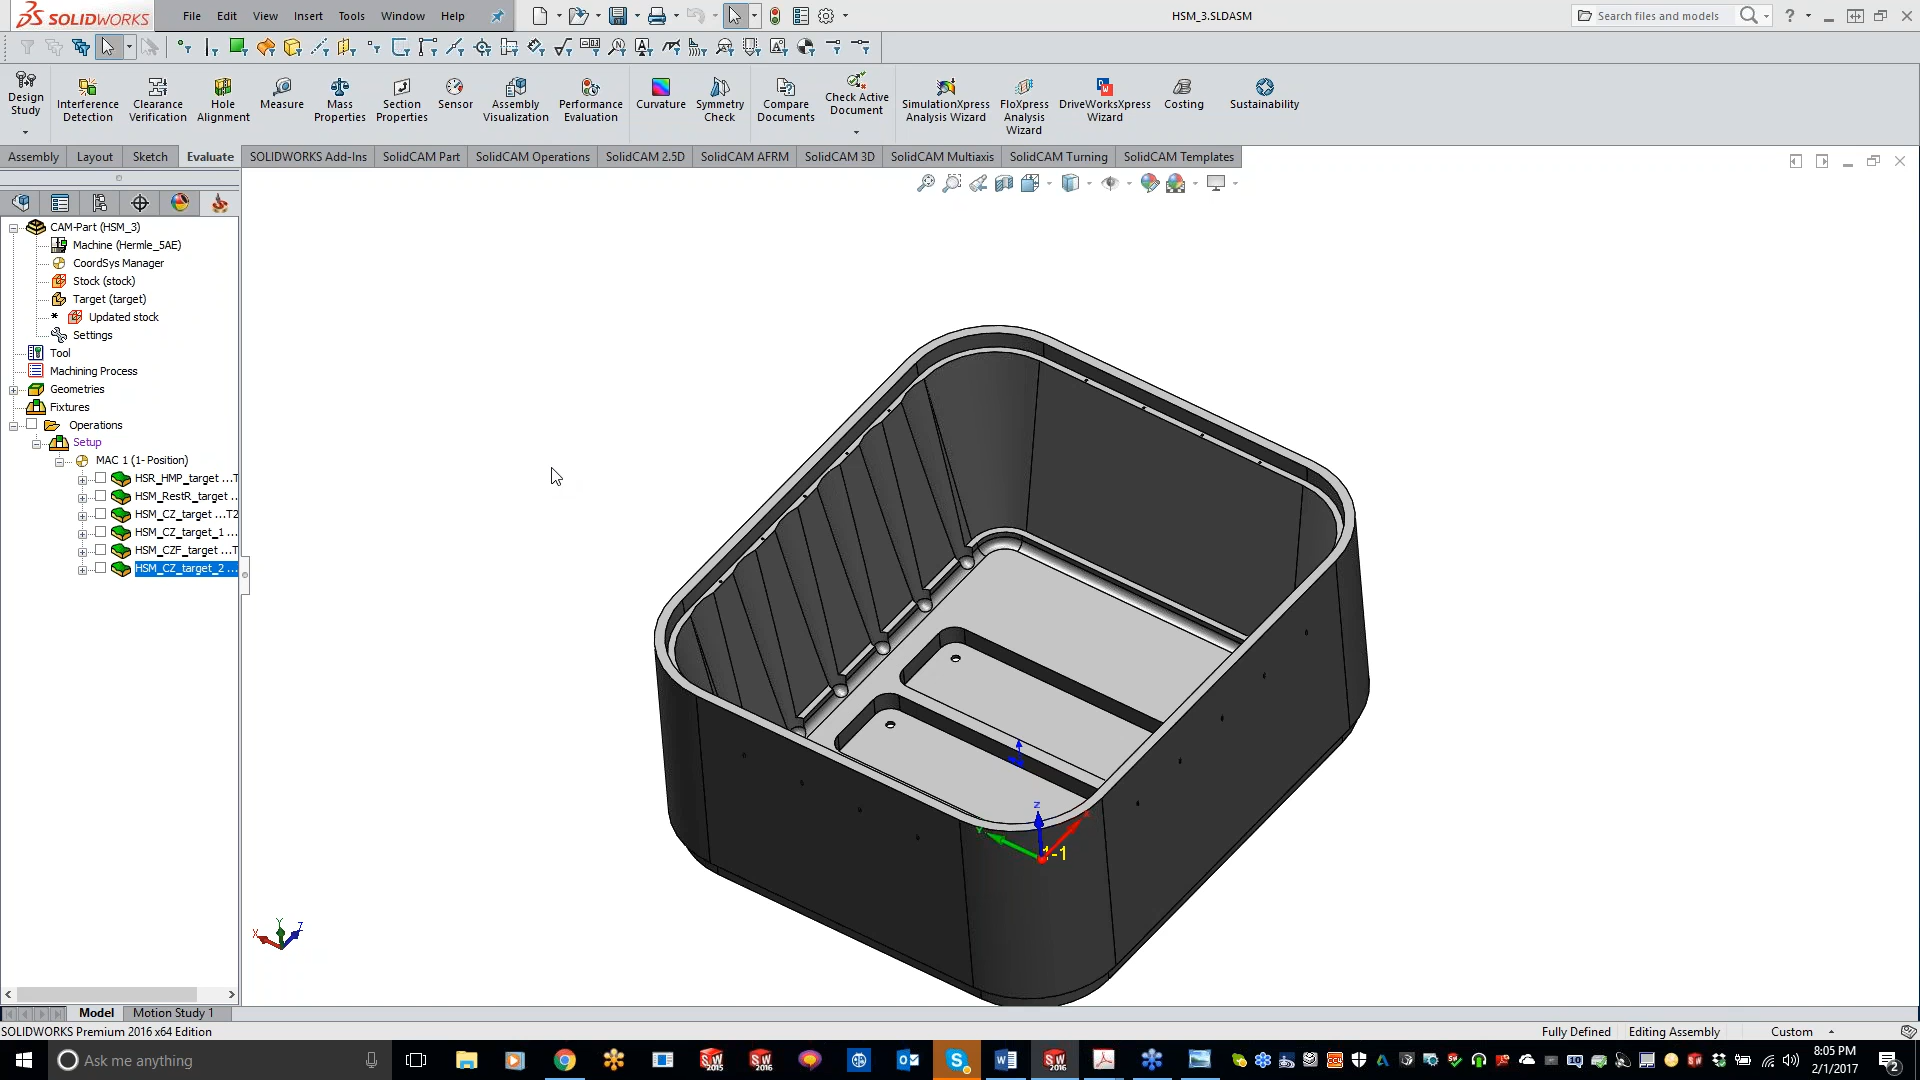 SOLIDWORKS File Edit View Insert Tools Window Help HSM_3.SLDASM Search files and models
Design Study
Interference Detection
Clearance Verification
Hole Alignment
Measure
Mass Properties
Section Properties
Sensor
Assembly Visualization
Performance Evaluation
Curvature
Symmetry Check
Compare Documents
Check Active Document
SimulationXpress Analysis Wizard
FloXpress Analysis Wizard
DriveWorksXpress Wizard
Costing
Sustainability
Assembly Layout Sketch Evaluate SOLIDWORKS Add-Ins SolidCAM Part SolidCAM Operations SolidCAM 2.5D SolidCAM AFRM SolidCAM 3D SolidCAM Multiaxis SolidCAM Turning SolidCAM Templates
CAM-Part (HSM_3)
Machine (Hermle_5AE)
CoordSys Manager
Stock (stock)
Target (target)
* Updated stock
Settings
Tool
Machining Process
Geometries
Fixtures
Operations
Setup
MAC 1 (1- Position)
HSR_HMP_target ...T
HSM_RestR_target ..
HSM_CZ_target ...T2
HSM_CZ_target_1 ...
HSM_CZF_target ...T
HSM_CZ_target_2 ...
Z
1-1
Y
X
Z
Model Motion Study 1
SOLIDWORKS Premium 2016 x64 Edition Fully Defined Editing Assembly Custom
Ask me anything
8:05 PM
2/1/2017